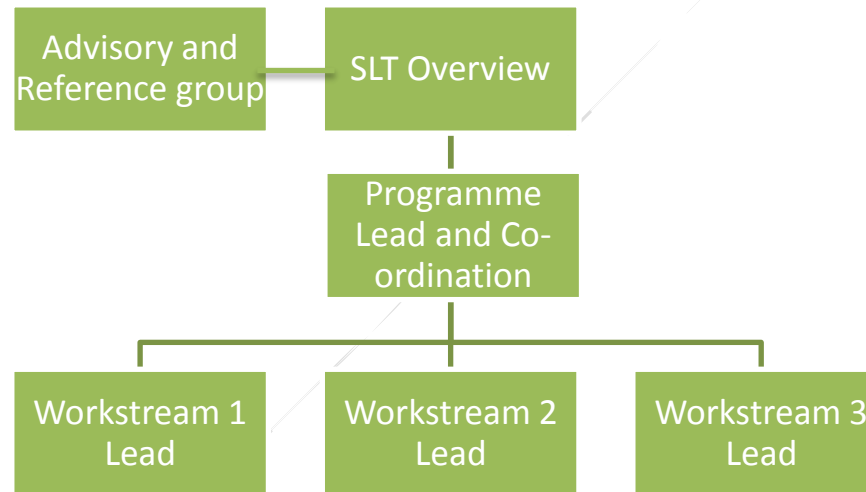 Advisory and
Reference group
SLT Overview
Programme
Lead and Co-
ordination
Workstream 1
Lead
Workstream 2
Lead
Workstream 3
Lead